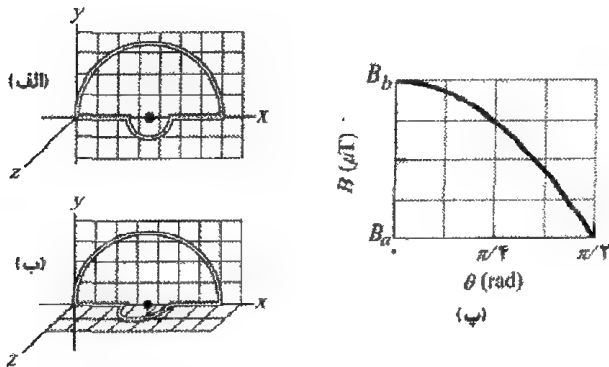 y
(الف)
x
z
y
(ب)
x
z
B_b
B (μT)
B_a
π/۴
π/۲
θ (rad)
(پ)